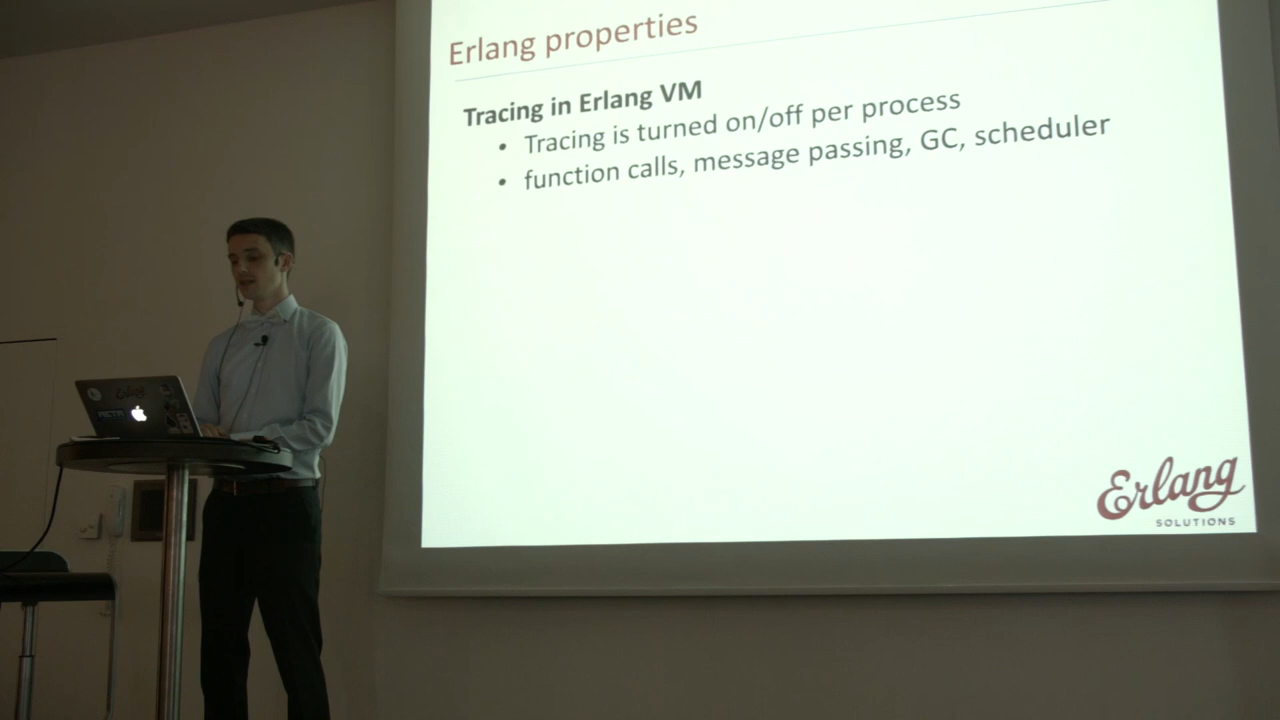 Erlang properties
Tracing in Erlang VM
• Tracing is turned on/off per process
• function calls, message passing, GC, scheduler
Erlang
SOLUTIONS
Erlang